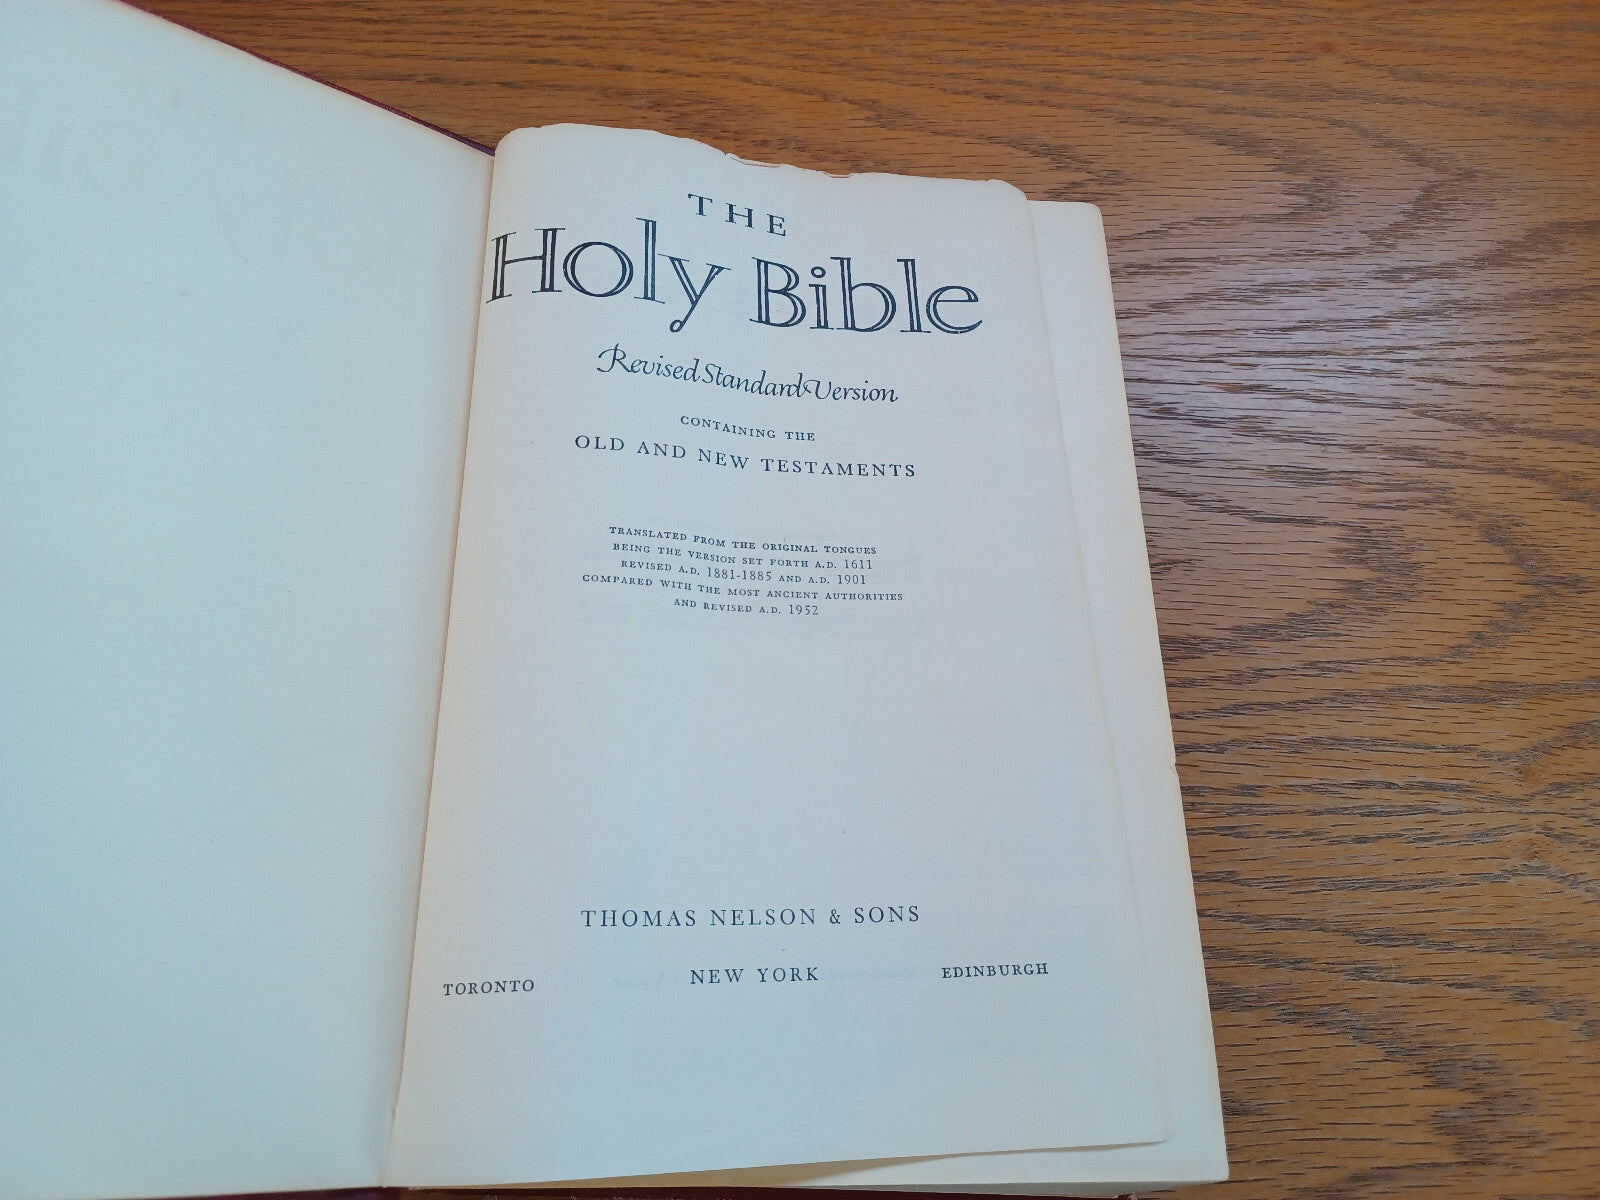 THE
Holy Bible
Revised Standard Version
CONTAINING THE
OLD AND NEW TESTAMENTS
TRANSLATED FROM THE ORIGINAL TONGUES
BEING THE VERSION SET FORTH A.D. 1611
REVISED A.D. 1881-1885 AND A.D. 1901
COMPARED WITH THE MOST ANCIENT AUTHORITIES
AND REVISED A.D. 1952
THOMAS NELSON & SONS
TORONTO NEW YORK EDINBURGH